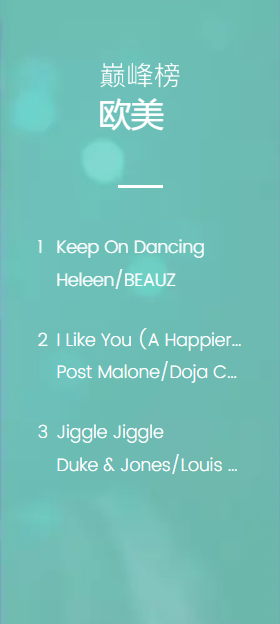 巅峰榜
欧美
1 Keep On Dancing
Heleen/BEAUZ
2 I Like You (A Happier...
Post Malone/Doja C...
3 Jiggle Jiggle
Duke & Jones/Louis ...